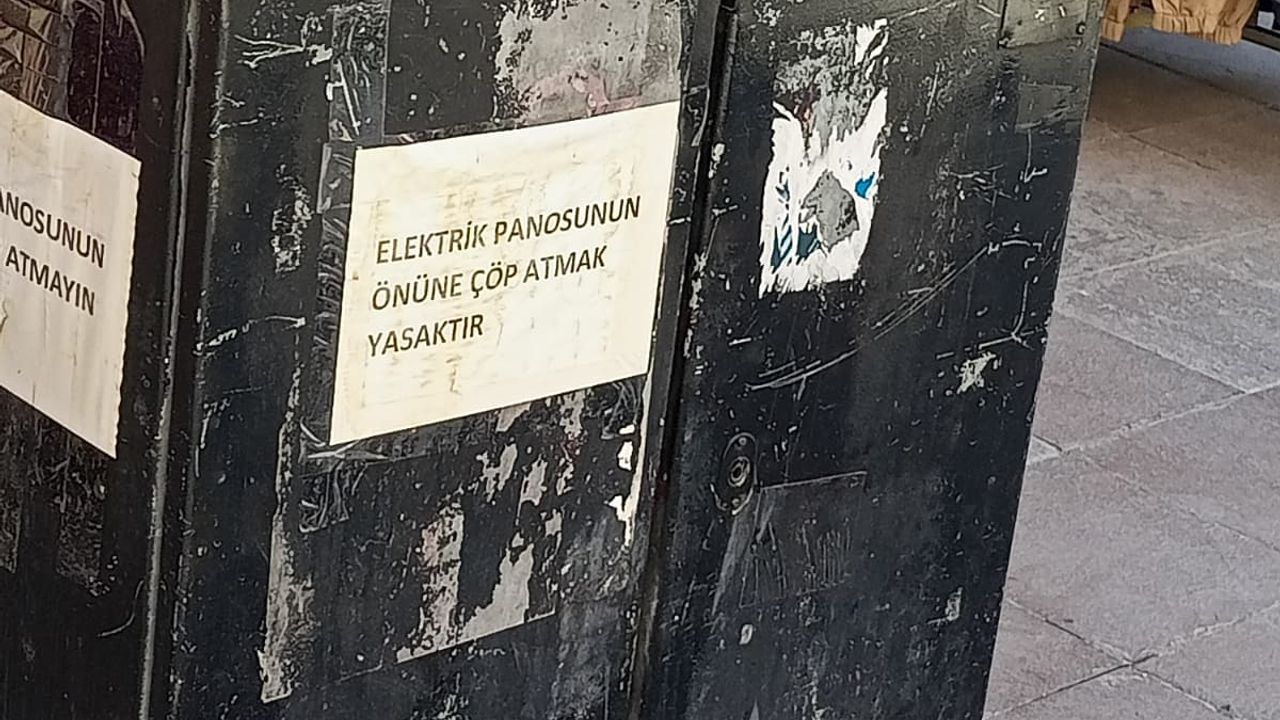 ANOSUNUN
ATMAYIN
ELEKTRİK PANOSUNUN
ÖNÜNE ÇÖP ATMAK
YASAKTIR